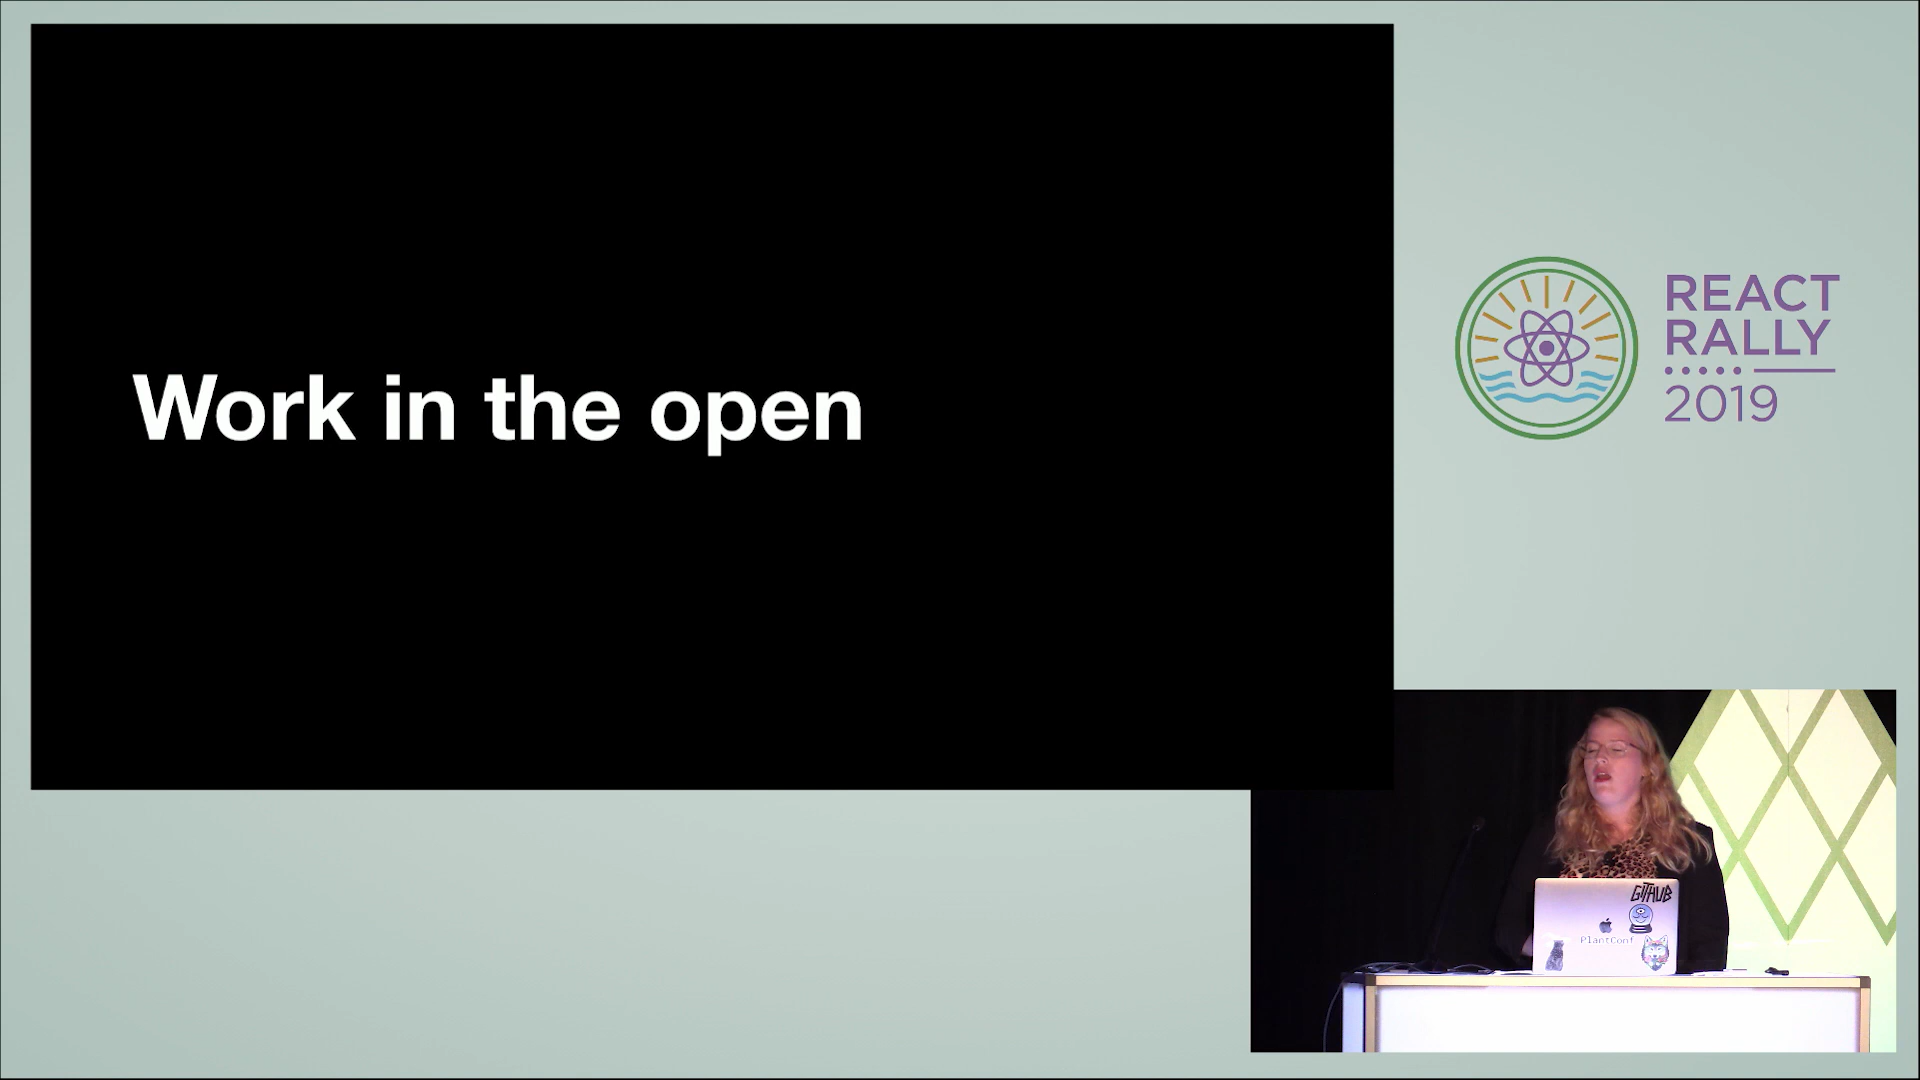 Work in the open
REACT
RALLY
2019
GITHUB
PlantConf